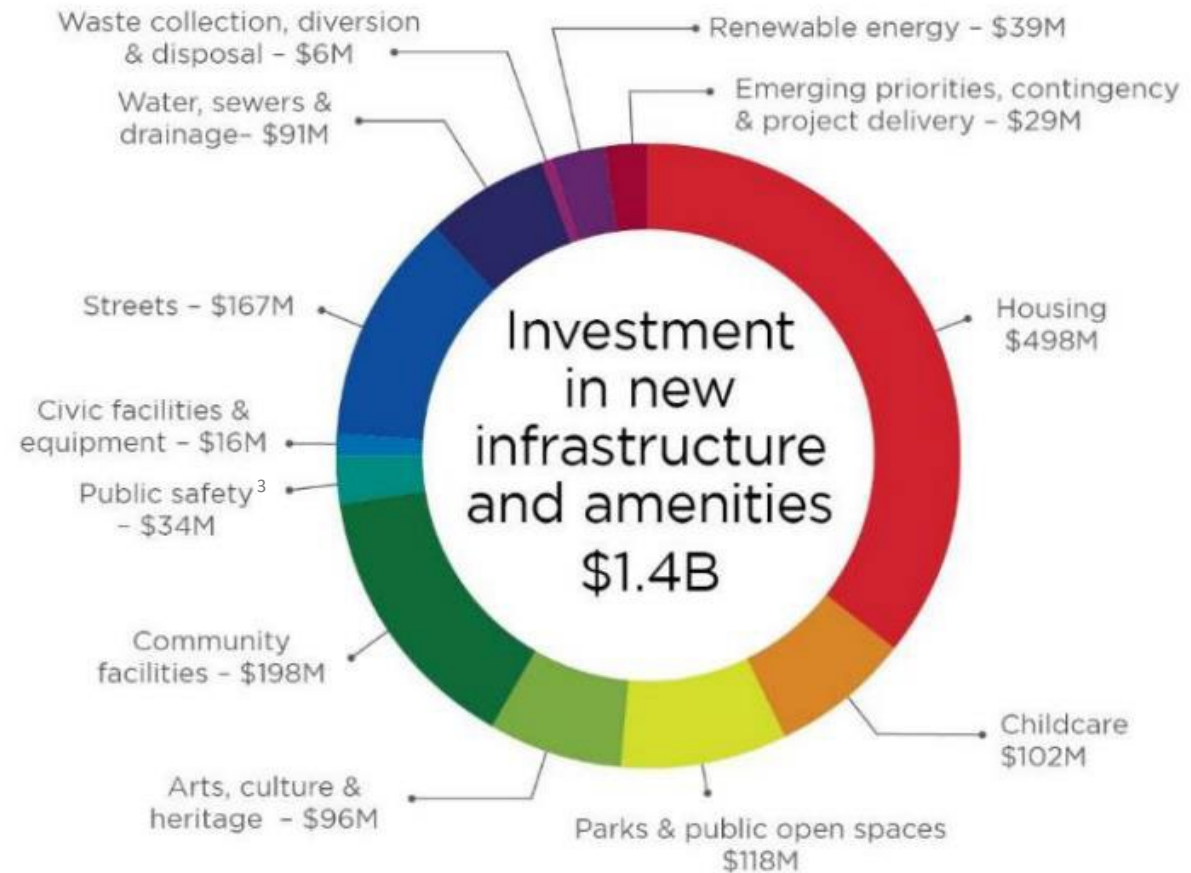 Waste collection, diversion
& disposal – $6M
Renewable energy – $39M
Emerging priorities, contingency
& project delivery – $29M
Water, sewers &
drainage– $91M
Streets – $167M
Housing
$498M
Investment
in new
infrastructure
and amenities
$1.4B
Civic facilities &
equipment – $16M
Public safety 3
– $34M
Community
facilities – $198M
Childcare
$102M
Arts, culture &
heritage – $96M
Parks & public open spaces
$118M